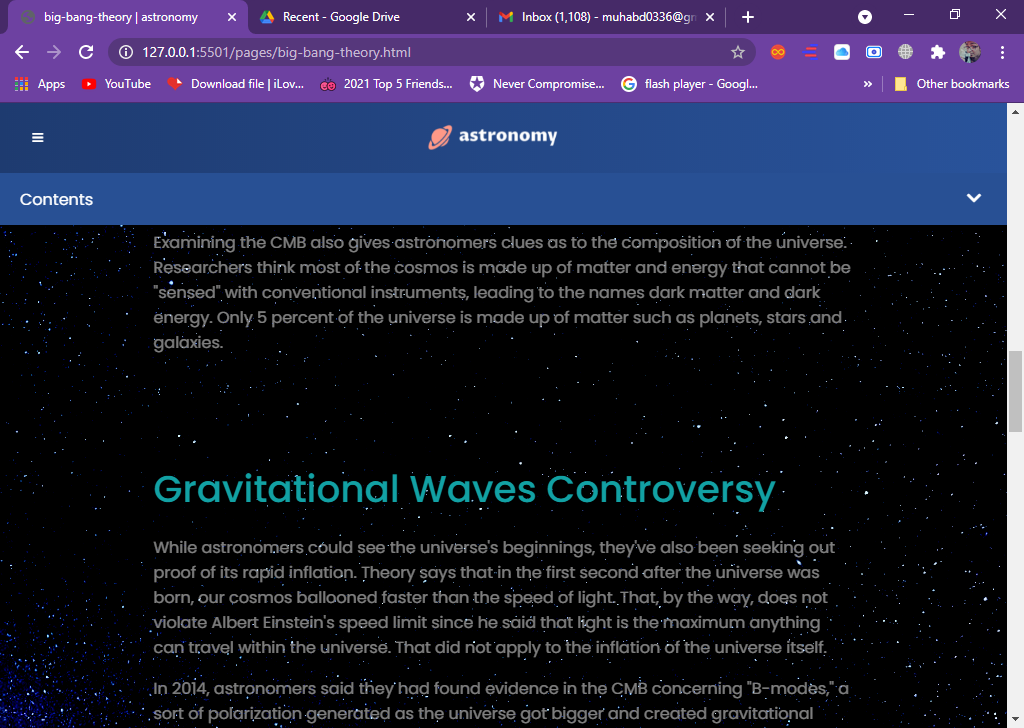 big-bang-theory | astronomy
Recent - Google Drive
Inbox (1,108) - muhabd0336@gn
127.0.0.1:5501/pages/big-bang-theory.html
Apps
YouTube
Download file | iLov...
2021 Top 5 Friends...
Never Compromise...
flash player - Googl...
»
Other bookmarks
astronomy
Contents
Examining the CMB also gives astronomers clues as to the composition of the universe.
Researchers think most of the cosmos is made up of matter and energy that cannot be
"sensed" with conventional instruments, leading to the names dark matter and dark
energy. Only 5 percent of the universe is made up of matter such as planets, stars and
galaxies.
Gravitational Waves Controversy
While astronomers could see the universe's beginnings, they've also been seeking out
proof of its rapid inflation. Theory says that in the first second after the universe was
born, our cosmos ballooned faster than the speed of light. That, by the way, does not
violate Albert Einstein's speed limit since he said that light is the maximum anything
can travel within the universe. That did not apply to the inflation of the universe itself.
In 2014, astronomers said they had found evidence in the CMB concerning "B-modes," a
sort of polarization generated as the universe got bigger and created gravitational